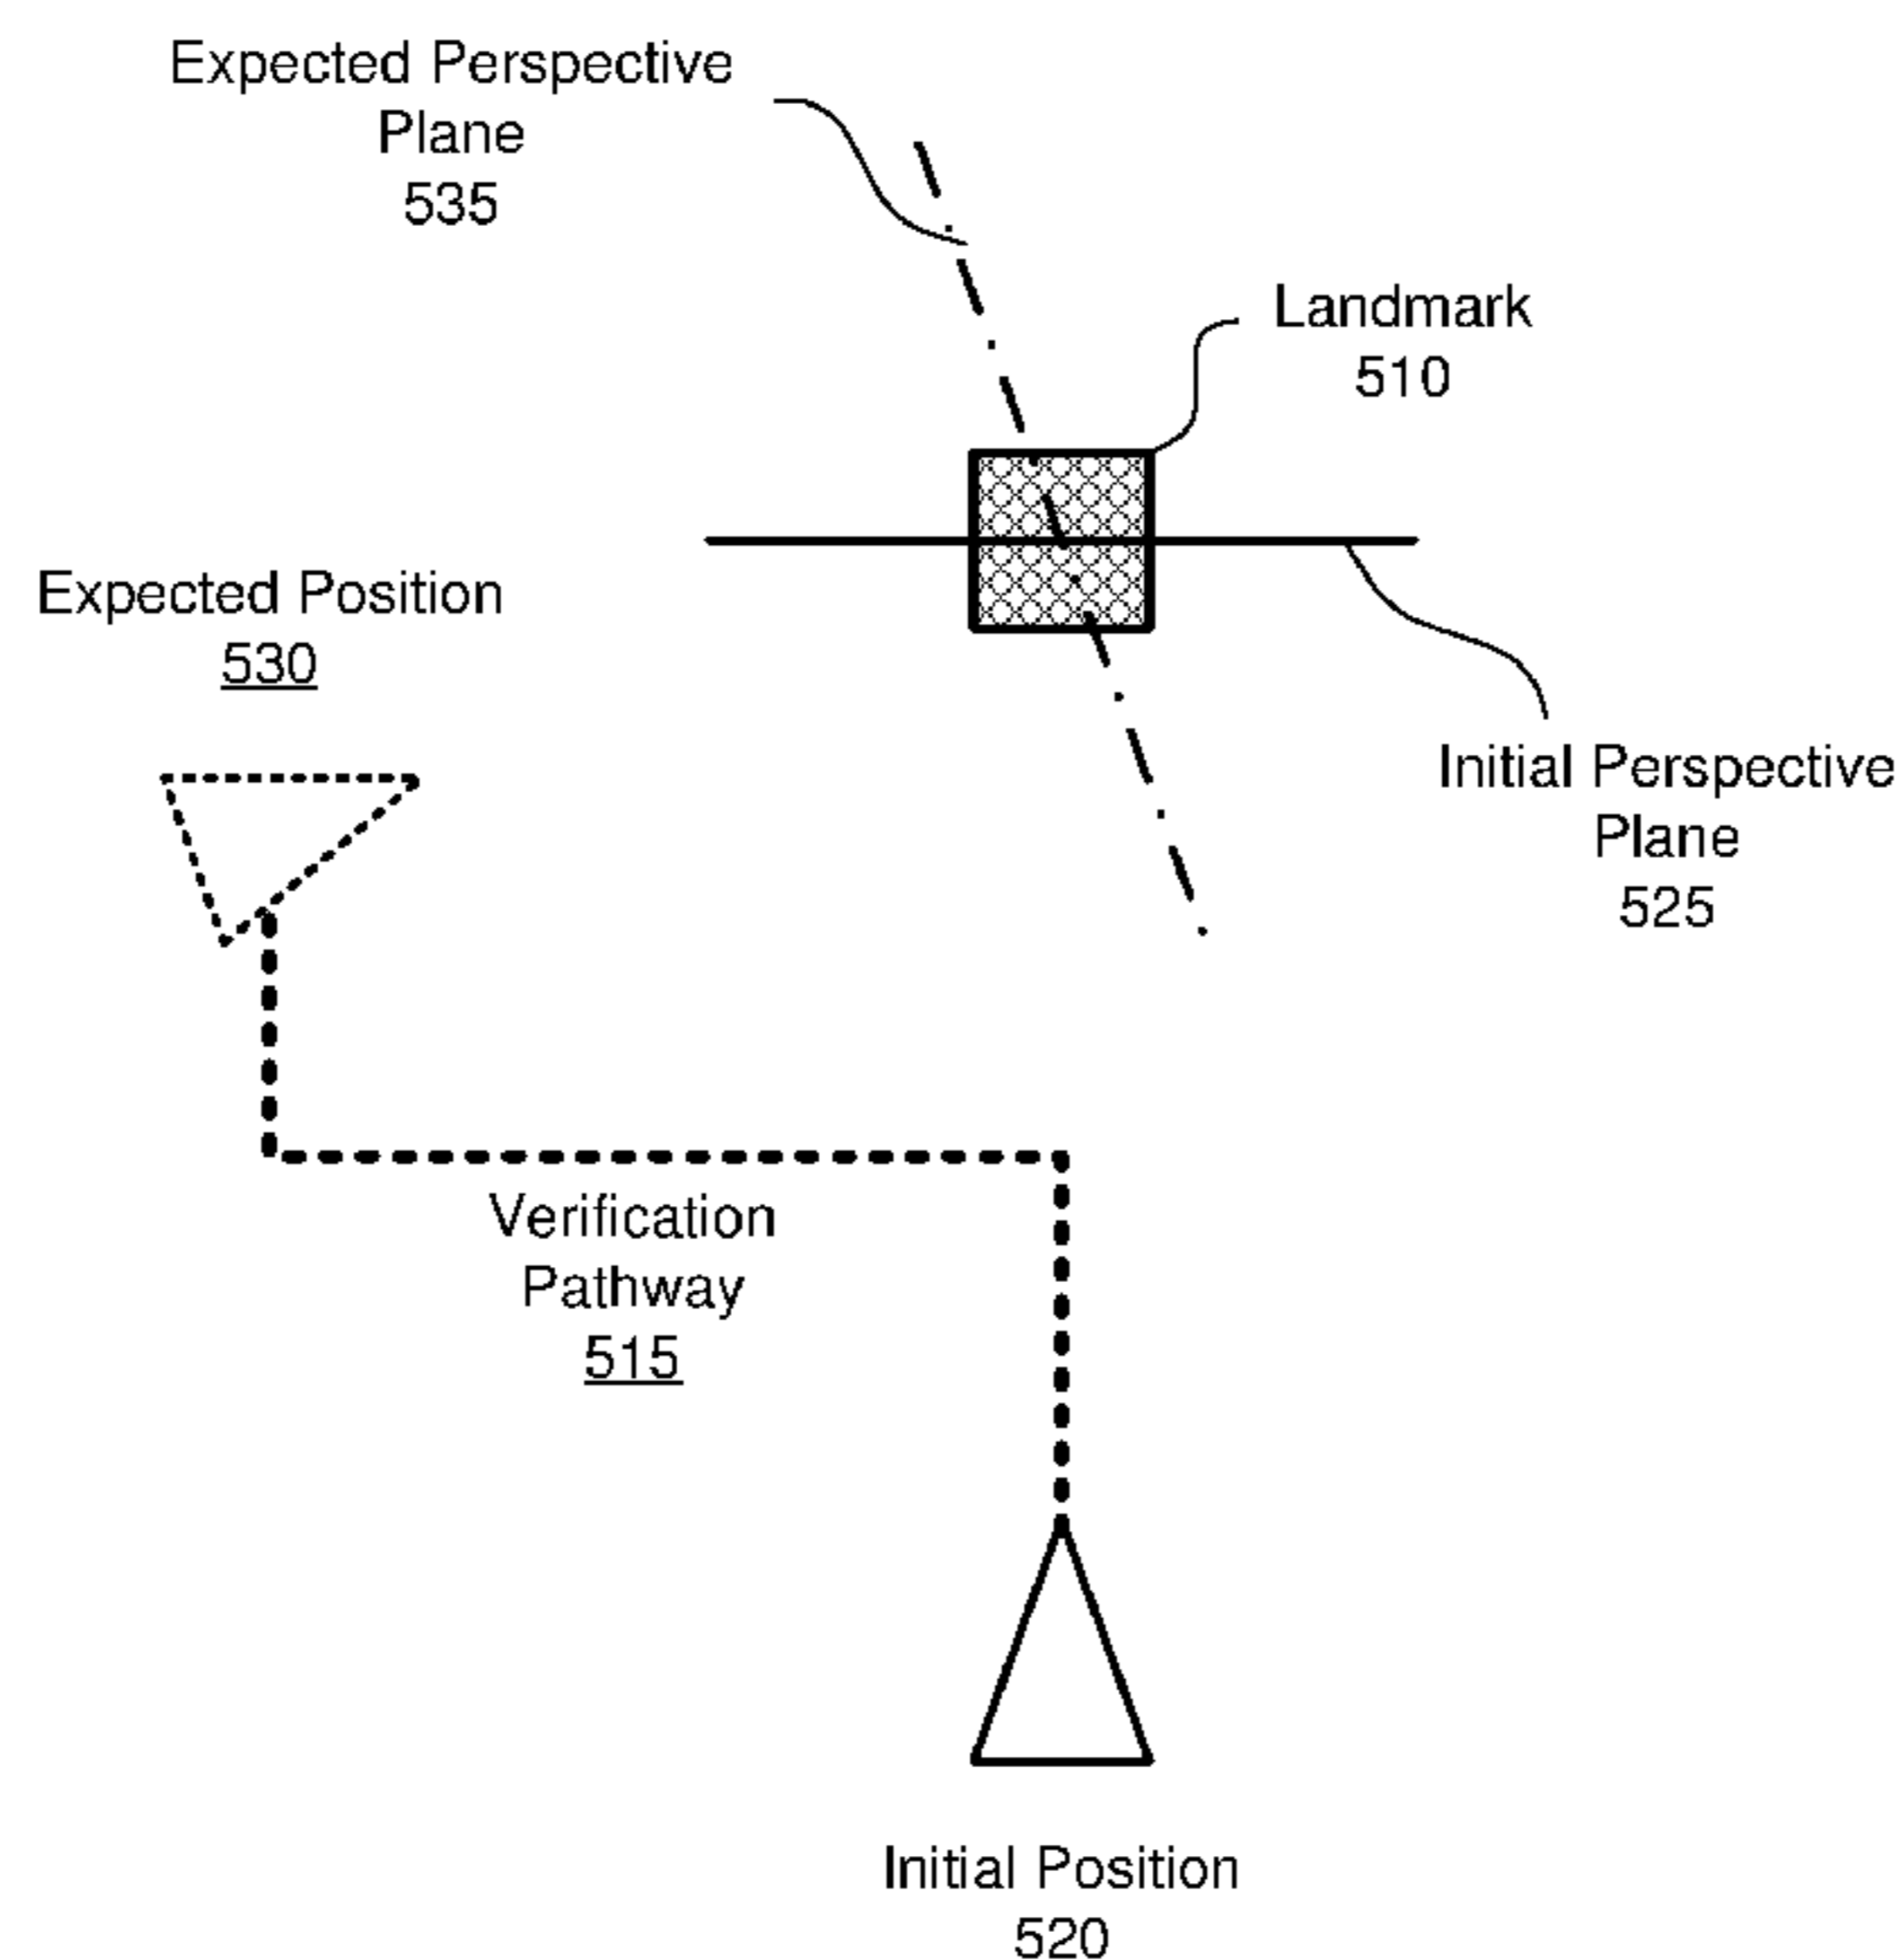 Expected Perspective
Plane
535
Landmark
510
Expected Position
530
Initial Perspective
Plane
525
Verification
Pathway
515
Initial Position
520